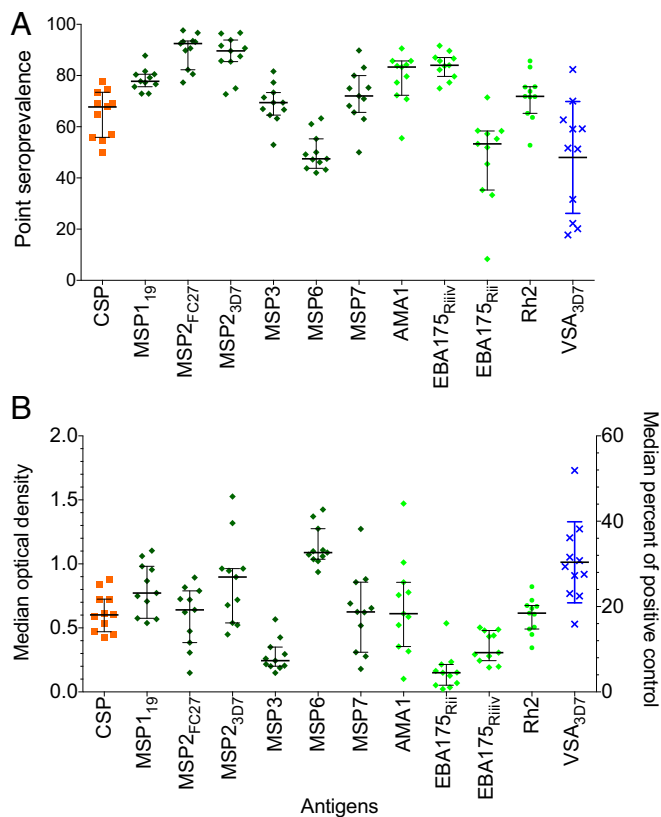 A
Point seroprevalence
100
80
60
40
20
0
CSP
MSP1₁₉
MSP2FC27
MSP23D7
MSP3
MSP6
MSP7
AMA1
EBA175Riiiv
EBA175Rii
Rh2
VSA3D7
B
Median optical density
2.0
1.5
1.0
0.5
0.0
60
40
20
0
Median percent of positive control
CSP
MSP1₁₉
MSP2FC27
MSP23D7
MSP3
MSP6
MSP7
AMA1
EBA175Rii
EBA175Riiiv
Rh2
VSA3D7
Antigens